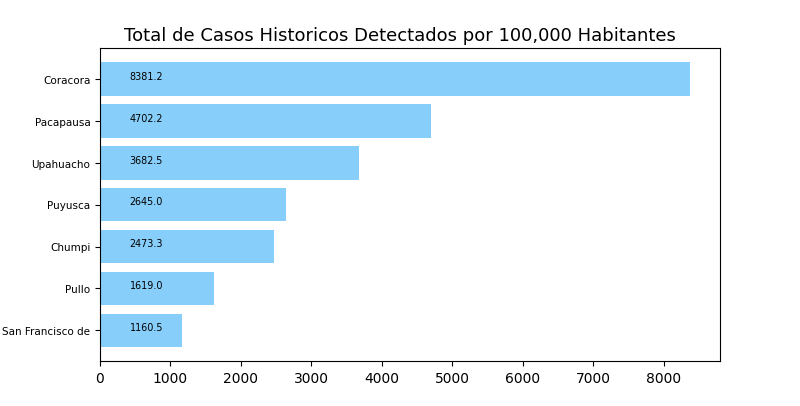 Total de Casos Historicos Detectados por 100,000 Habitantes
Coracora 8381.2
Pacapausa 4702.2
Upahuacho 3682.5
Puyusca 2645.0
Chumpi 2473.3
Pullo 1619.0
San Francisco de 1160.5
0 1000 2000 3000 4000 5000 6000 7000 8000